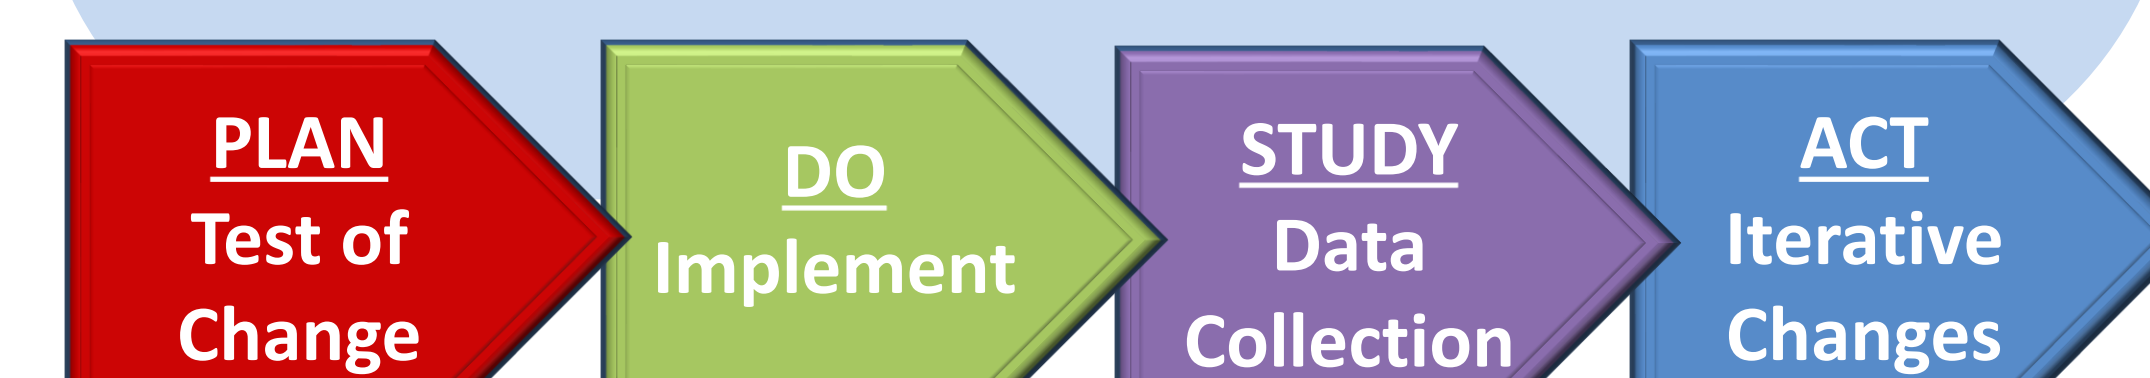 PLAN
Test of
Change
DO
Implement
STUDY
Data
Collection
ACT
Iterative
Changes